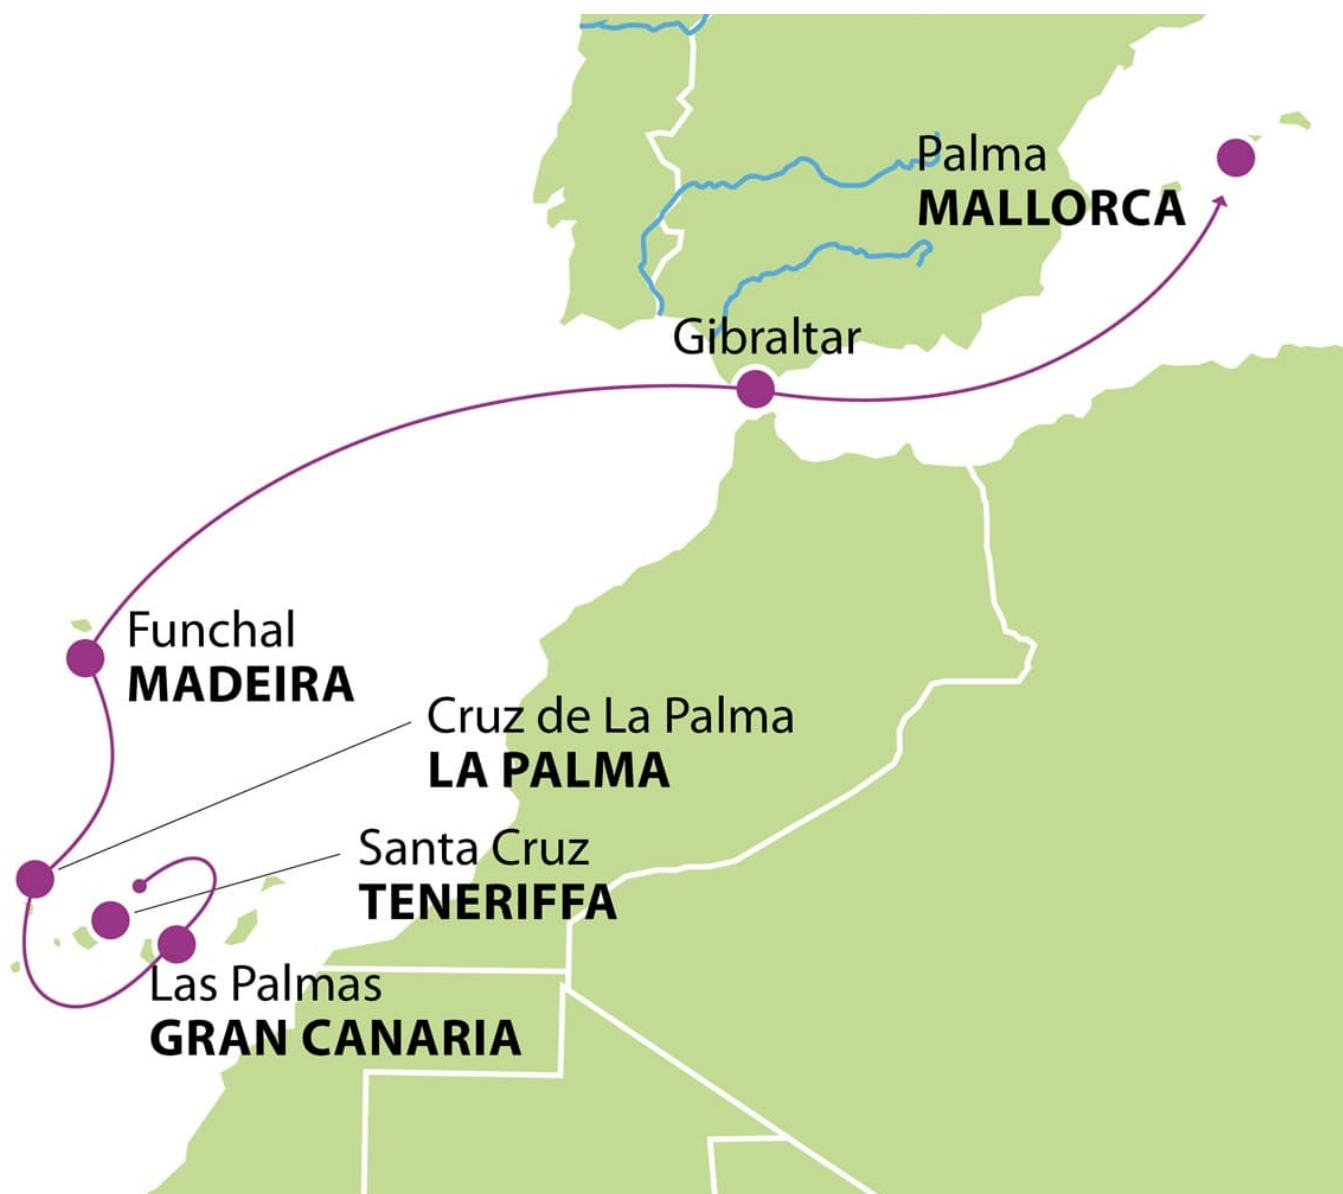 Palma
MALLORCA
Gibraltar
Funchal
MADEIRA
Cruz de La Palma
LA PALMA
Santa Cruz
TENERIFFA
Las Palmas
GRAN CANARIA